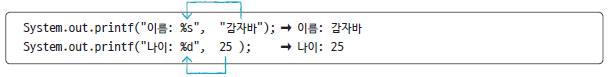 System.out.printf("이름: %s", "감자바"); ➞ 이름: 감자바
System.out.printf("나이: %d", 25 ); ➞ 나이: 25